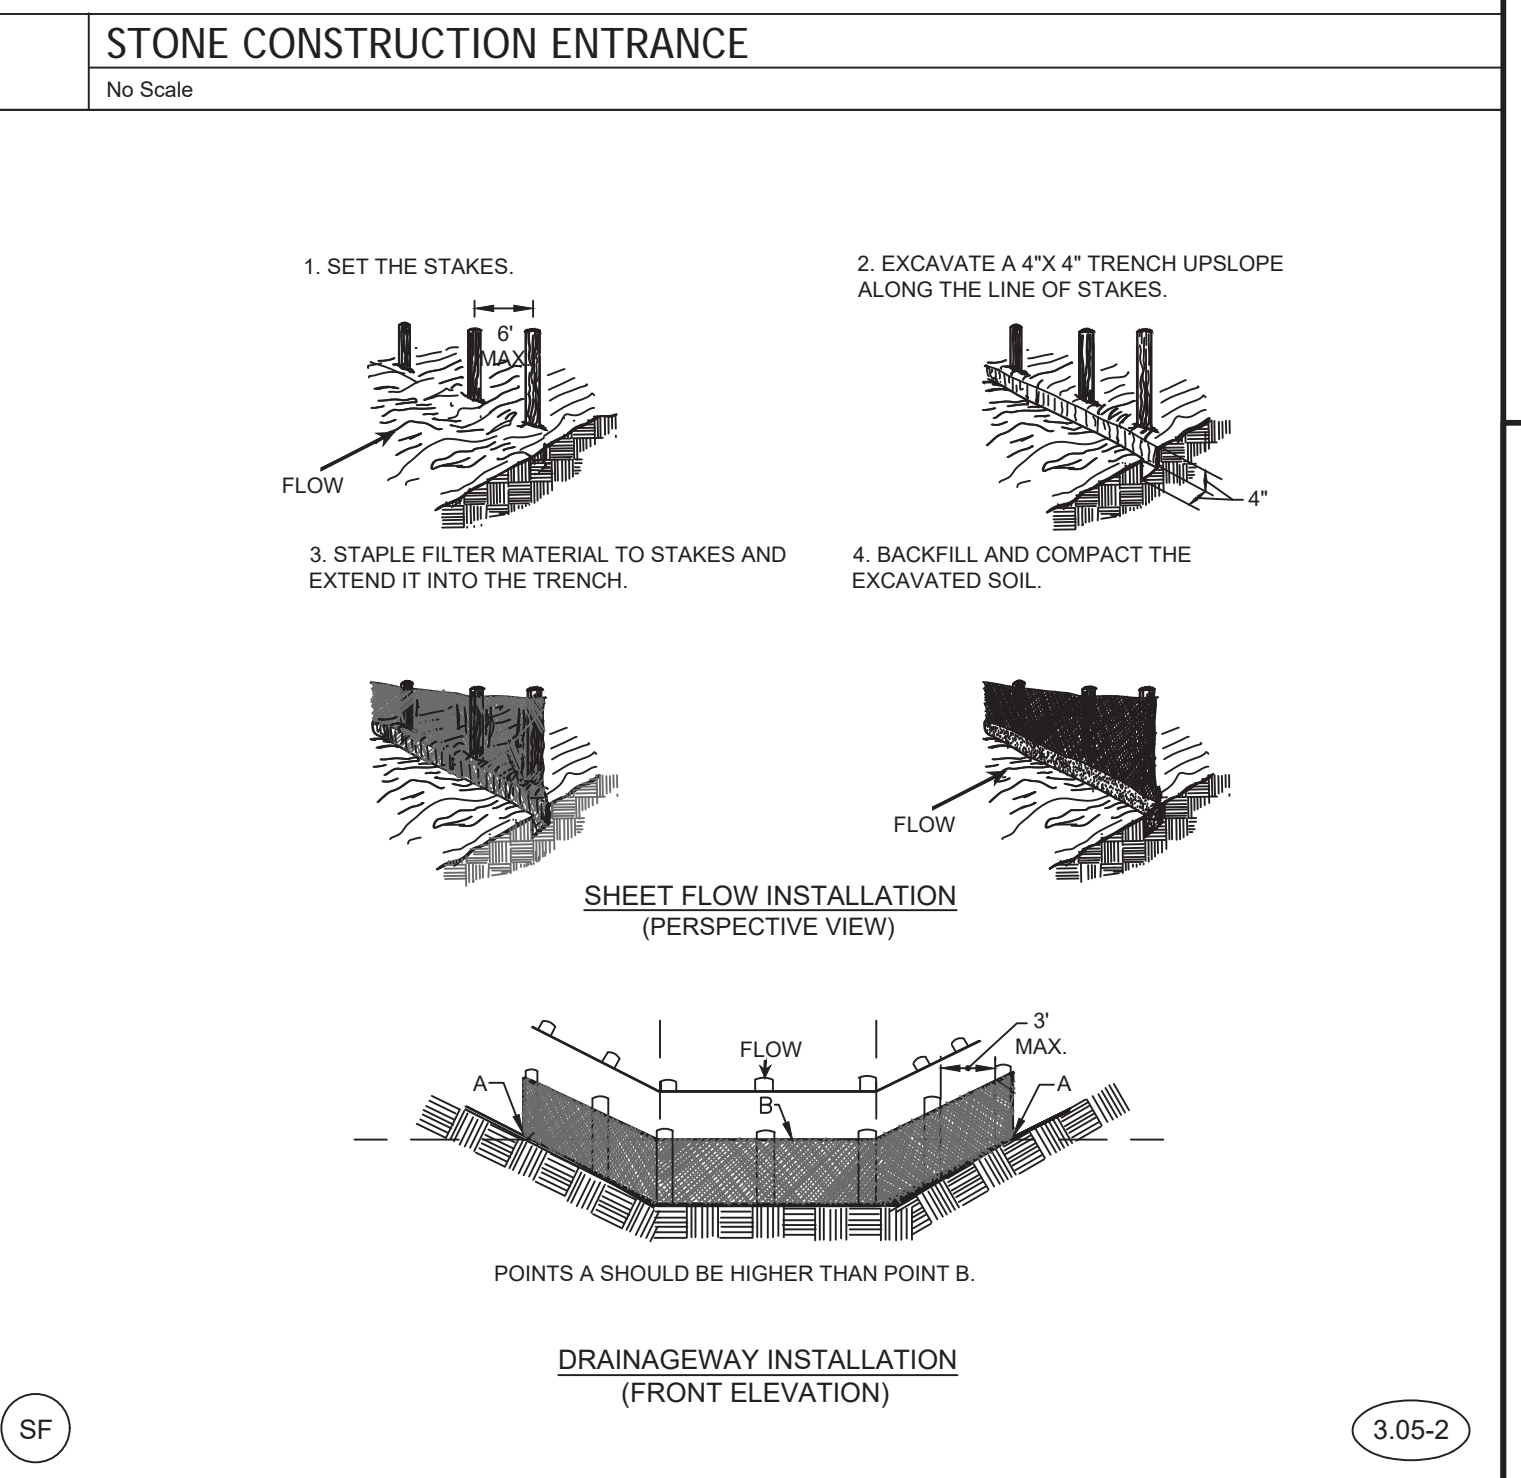 STONE CONSTRUCTION ENTRANCE
No Scale
1. SET THE STAKES.
6'
MAX.
FLOW
2. EXCAVATE A 4"X 4" TRENCH UPSLOPE
ALONG THE LINE OF STAKES.
4"
3. STAPLE FILTER MATERIAL TO STAKES AND
EXTEND IT INTO THE TRENCH.
4. BACKFILL AND COMPACT THE
EXCAVATED SOIL.
FLOW
SHEET FLOW INSTALLATION
(PERSPECTIVE VIEW)
3'
MAX.
FLOW
A
B
A
POINTS A SHOULD BE HIGHER THAN POINT B.
DRAINAGEWAY INSTALLATION
(FRONT ELEVATION)
SF
3.05-2